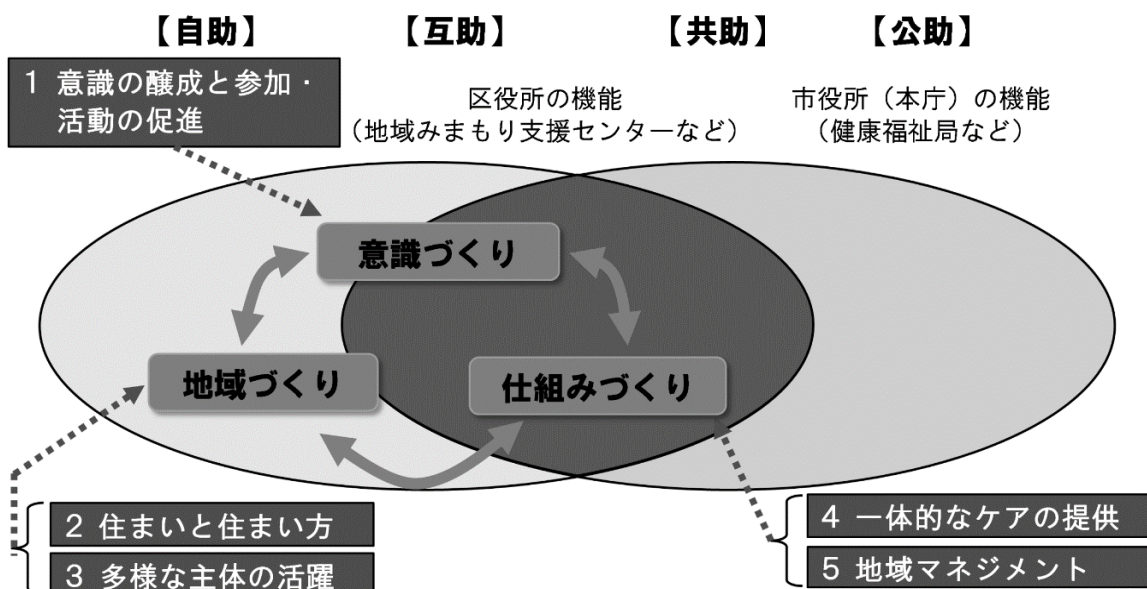 【自助】 【互助】 【共助】 【公助】
1 意識の醸成と参加・
活動の促進
区役所の機能
（地域みまもり支援センターなど）
市役所（本庁）の機能
（健康福祉局など）
意識づくり
地域づくり
仕組みづくり
2 住まいと住まい方
3 多様な主体の活躍
4 一体的なケアの提供
5 地域マネジメント